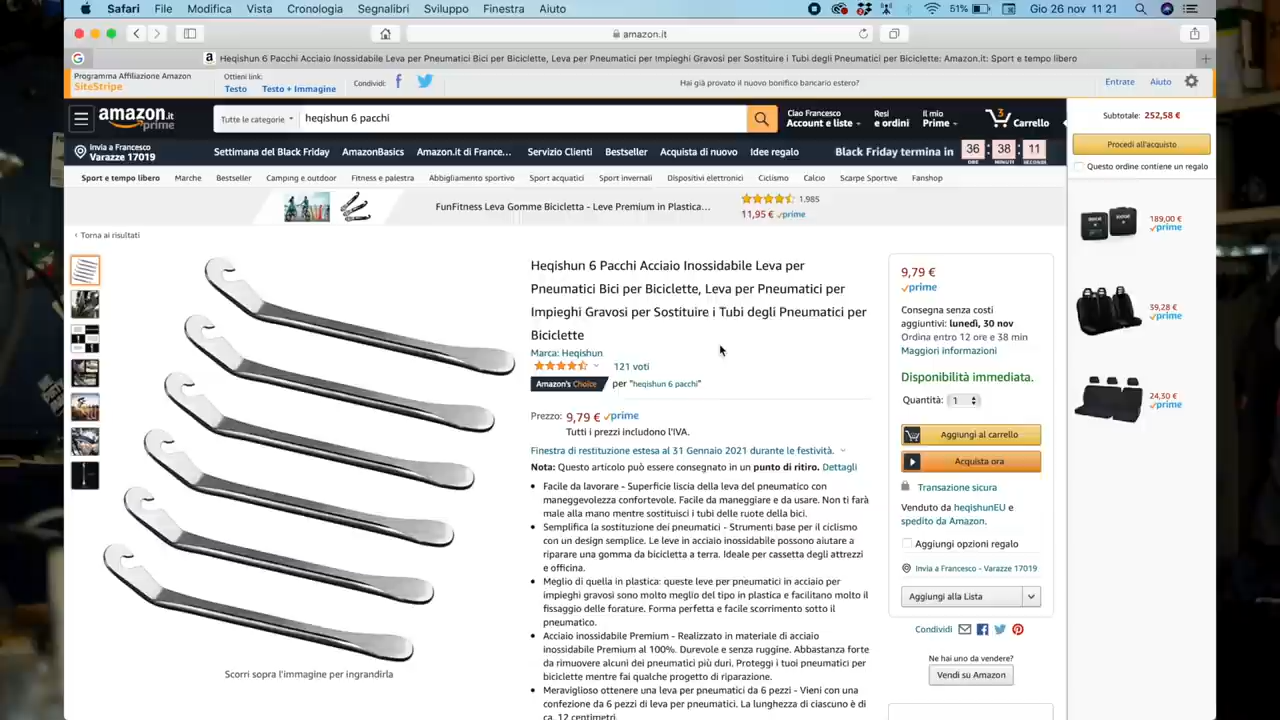 Safari File Modifica Vista Cronologia Segnalibri Sviluppo Finestra Aiuto
51% Gio 26 nov 11 21
amazon.it
Heqishun 6 Pacchi Acciaio Inossidabile Leva per Pneumatici Bici per Biciclette, Leva per Pneumatici per Impieghi Gravosi per Sostituire i Tubi degli Pneumatici per Biciclette: Amazon.it: Sport e tempo libero
Programma Affiliazione Amazon
SiteStripe
Ottieni link:
Testo Testo + Immagine
Condividi:
Hai già provato il nuovo bonifico bancario estero?
Entrate Aiuto
amazon.it
prime
Tutte le categorie
heqishun 6 pacchi
Ciao Francesco
Account e liste
Resi
e ordini
Il mio
Prime
3
Carrello
Invia a Francesco
Varazze 17019
Settimana del Black Friday AmazonBasics Amazon.it di France... Servizio Clienti Bestseller Acquista di nuovo Idee regalo
Black Friday termina in 36 38 11
ORE MINUTI SECONDI
Sport e tempo libero Marche Bestseller Camping e outdoor Fitness e palestra Abbigliamento sportivo Sport acquatici Sport invernali Dispositivi elettronici Ciclismo Calcio Scarpe Sportive Fanshop
FunFitness Leva Gomme Bicicletta - Leve Premium in Plastica...
1.985
11,95 € prime
‹ Torna ai risultati
Heqishun 6 Pacchi Acciaio Inossidabile Leva per
Pneumatici Bici per Biciclette, Leva per Pneumatici per
Impieghi Gravosi per Sostituire i Tubi degli Pneumatici per
Biciclette
Marca: Heqishun
121 voti
Amazon's Choice per "heqishun 6 pacchi"
Prezzo: 9,79 € prime
Tutti i prezzi includono l'IVA.
Finestra di restituzione estesa al 31 Gennaio 2021 durante le festività.
Nota: Questo articolo può essere consegnato in un punto di ritiro. Dettagli
• Facile da lavorare - Superficie liscia della leva del pneumatico con
maneggevolezza confortevole. Facile da maneggiare e da usare. Non ti farà
male alla mano mentre sostituisci i tubi delle ruote della bici.
• Semplifica la sostituzione dei pneumatici - Strumenti base per il ciclismo
con un design semplice. Le leve in acciaio inossidabile possono aiutare a
riparare una gomma da bicicletta a terra. Ideale per cassetta degli attrezzi
e officina.
• Meglio di quella in plastica: queste leve per pneumatici in acciaio per
impieghi gravosi sono molto meglio del tipo in plastica e facilitano molto il
fissaggio delle forature. Forma perfetta e facile scorrimento sotto il
pneumatico.
• Acciaio inossidabile Premium - Realizzato in materiale di acciaio
inossidabile Premium al 100%. Durevole e senza ruggine. Abbastanza forte
da rimuovere alcuni dei pneumatici più duri. Proteggi i tuoi pneumatici per
biciclette mentre fai qualche progetto di riparazione.
• Meraviglioso ottenere una leva per pneumatici da 6 pezzi - Vieni con una
confezione da 6 pezzi di leva per pneumatici. La lunghezza di ciascuno è di
ca. 12 centimetri.
Scorri sopra l'immagine per ingrandirla
9,79 €
prime
Consegna senza costi
aggiuntivi: lunedì, 30 nov
Ordina entro 12 ore e 38 min
Maggiori informazioni
Disponibilità immediata.
Quantità: 1
Aggiungi al carrello
Acquista ora
Transazione sicura
Venduto da heqishunEU e
spedito da Amazon.
Aggiungi opzioni regalo
Invia a Francesco - Varazze 17019
Aggiungi alla Lista
Condividi
Ne hai uno da vendere?
Vendi su Amazon
Subtotale: 252,58 €
Procedi all'acquisto
Questo ordine contiene un regalo
189,00 €
prime
39,28 €
prime
24,30 €
prime